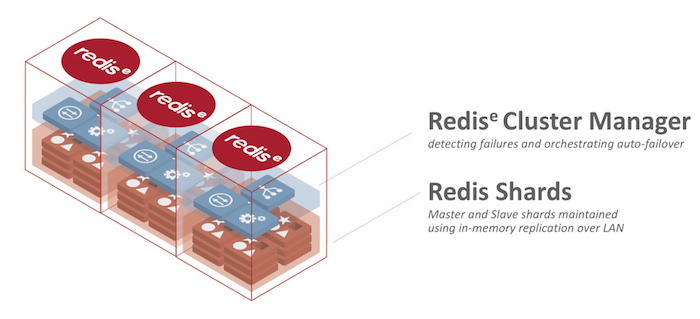 redis e
redis e
redis e
Redisᵉ Cluster Manager
detecting failures and orchestrating auto-failover
Redis Shards
Master and Slave shards maintained
using in-memory replication over LAN